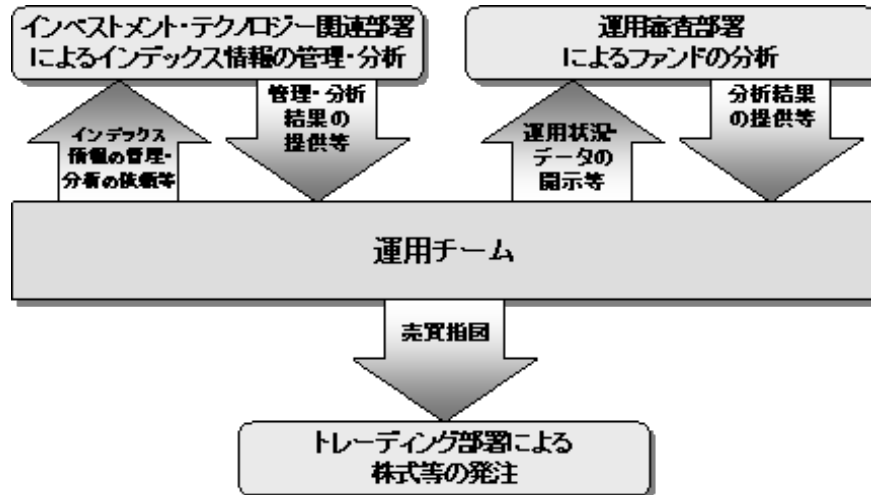 インベストメント・テクノロジー関連部署
によるインデックス情報の管理・分析
運用審査部署
によるファンドの分析
インデックス
情報の管理・
分析の依頼等
管理・分析
結果の
提供等
運用状況・
データの
開示等
分析結果
の提供等
運用チーム
売買指図
トレーディング部署による
株式等の発注